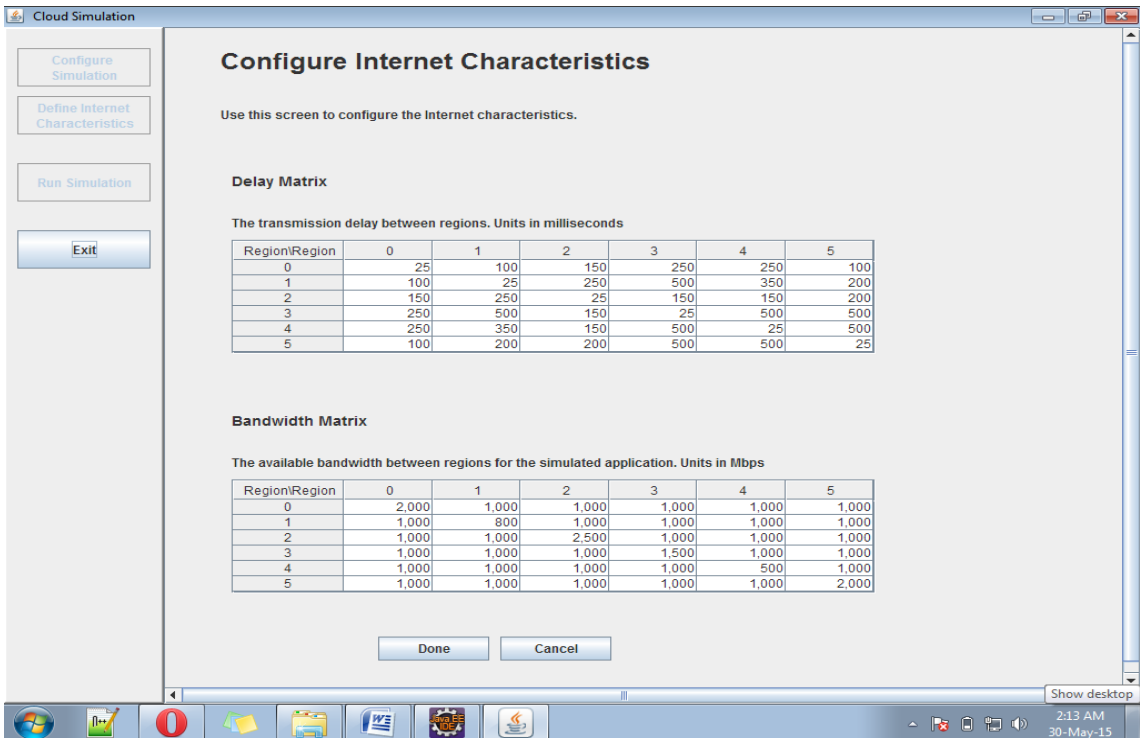 Cloud Simulation
Configure
Simulation
Define Internet
Characteristics
Run Simulation
Exit
Configure Internet Characteristics
Use this screen to configure the Internet characteristics.
Delay Matrix
The transmission delay between regions. Units in milliseconds
Region\Region 0 1 2 3 4 5
0 25 100 150 250 250 100
1 100 25 250 500 350 200
2 150 250 25 150 150 200
3 250 500 150 25 500 500
4 250 350 150 500 25 500
5 100 200 200 500 500 25
Bandwidth Matrix
The available bandwidth between regions for the simulated application. Units in Mbps
Region\Region 0 1 2 3 4 5
0 2,000 1,000 1,000 1,000 1,000 1,000
1 1,000 800 1,000 1,000 1,000 1,000
2 1,000 1,000 2,500 1,000 1,000 1,000
3 1,000 1,000 1,000 1,500 1,000 1,000
4 1,000 1,000 1,000 1,000 500 1,000
5 1,000 1,000 1,000 1,000 1,000 2,000
Done Cancel
Show desktop
Java EE
IDE
2:13 AM
30-May-15